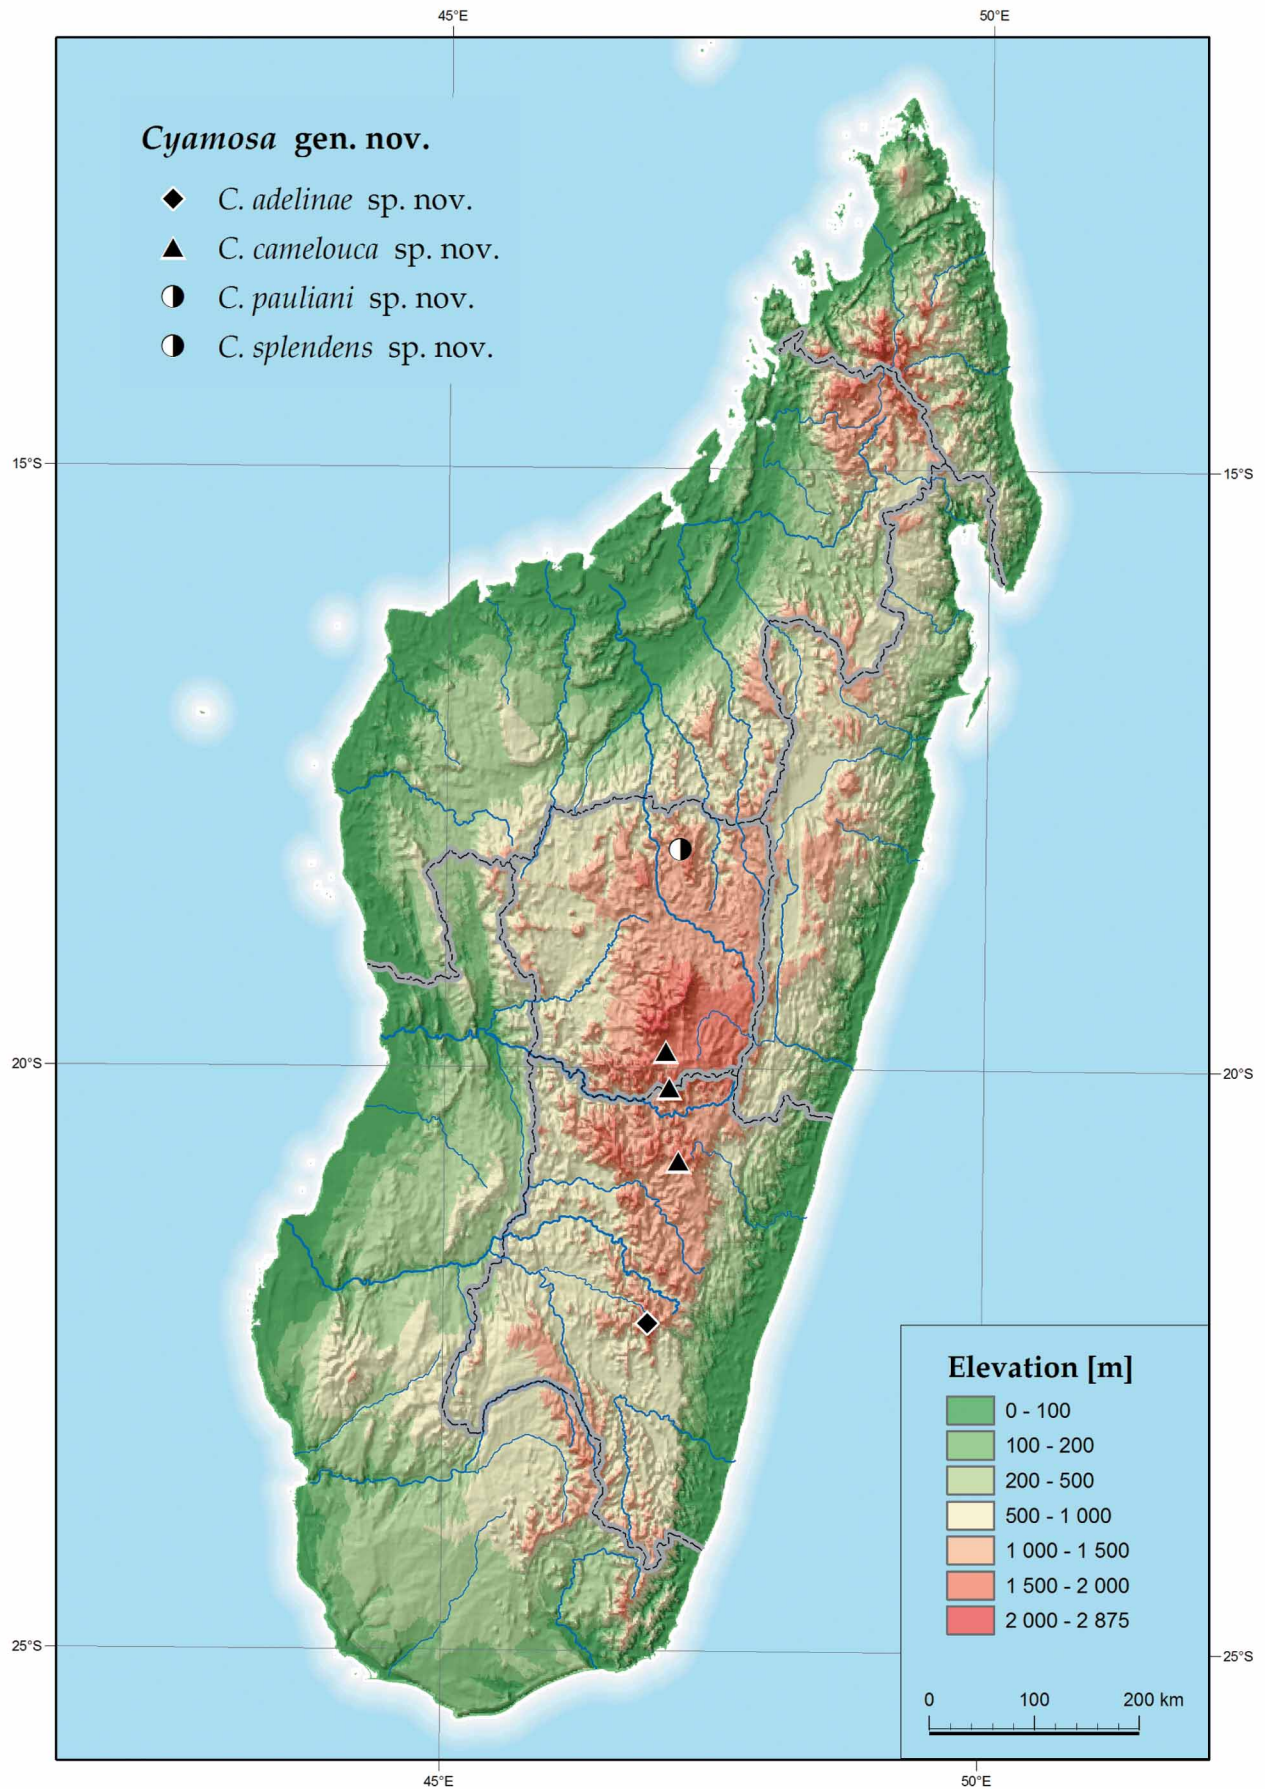 45°E
50°E
Cyamosa gen. nov.
C. adelinae sp. nov.
C. camelouca sp. nov.
C. pauliani sp. nov.
C. splendens sp. nov.
15°S
15°S
20°S
20°S
Elevation [m]
0 - 100
100 - 200
200 - 500
500 - 1 000
1 000 - 1 500
1 500 - 2 000
2 000 - 2 875
25°S
25°S
0 100 200 km
45°E
50°E